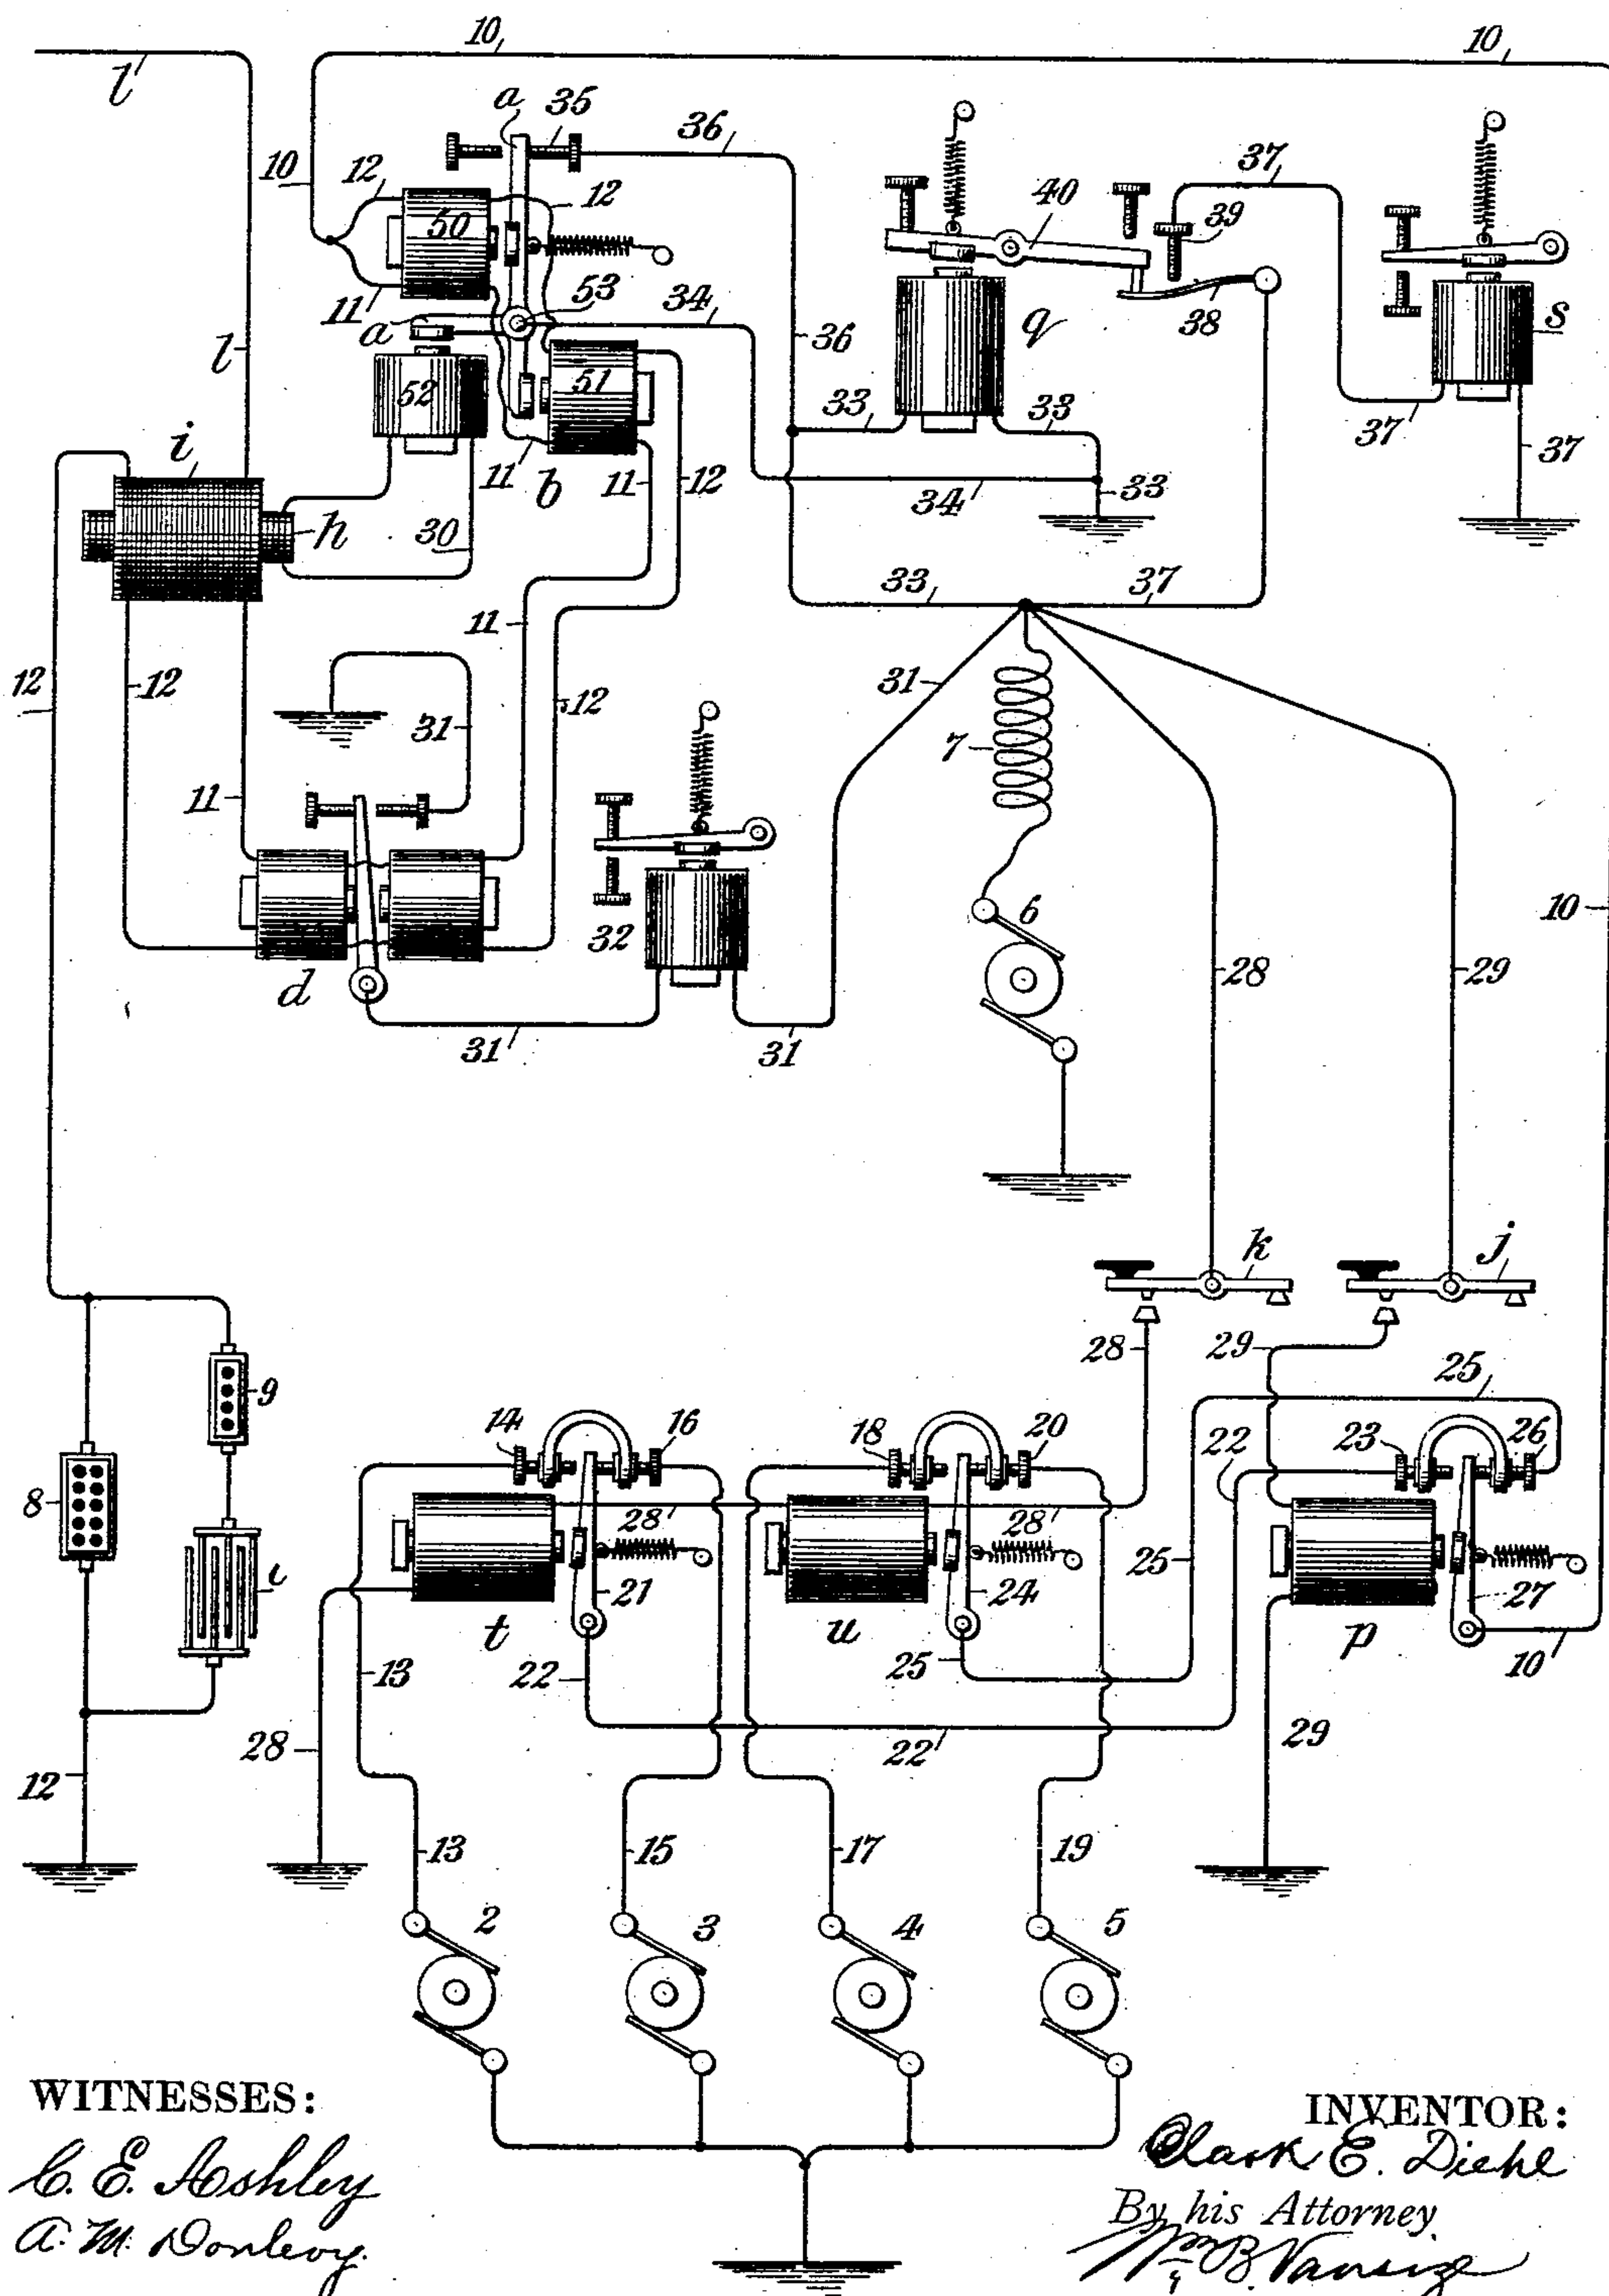 10 10
l
a 35 36
10 12 50 12
40 37 39
11 a 53 34
36 q 38 s
l 52 51
33 33 37 37
i 11 b 11 12
h 30 34 33
33 37
11
12 12 12 31 7
31
11
6
32 10
d 28 29
31 31
k j
28 29 25
9
14 16 18 20 22 23 26
8
28 28 25
i 21 24 27
t u p
13 22 25 10
28 22 29
12
13 15 17 19
2 3 4 5
WITNESSES:
C. E. Ashley
A. M. Donlevy.
INVENTOR:
Clark E. Diehl
By his Attorney
Wm B. Vansize